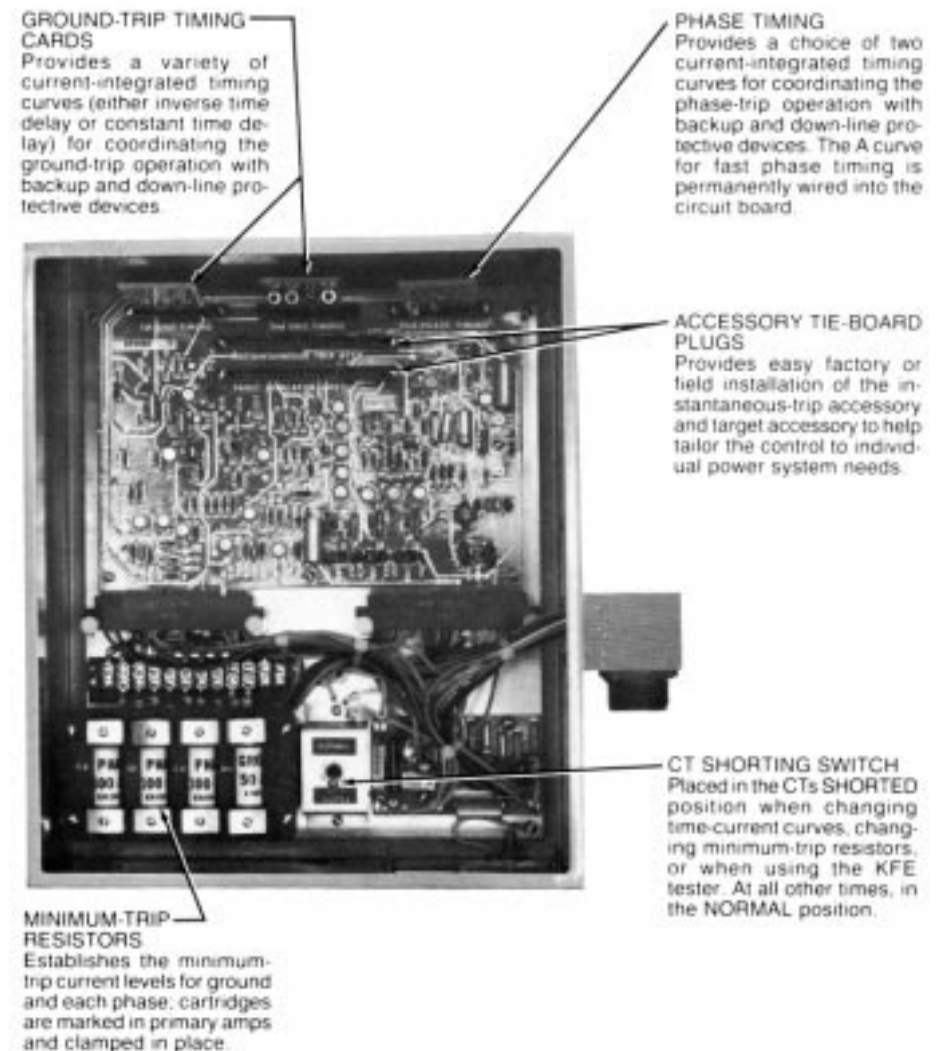 GROUND-TRIP TIMING
CARDS
Provides a variety of
current-integrated timing
curves (either inverse time
delay or constant time de-
lay) for coordinating the
ground-trip operation with
backup and down-line pro-
tective devices.
PHASE TIMING
Provides a choice of two
current-integrated timing
curves for coordinating the
phase-trip operation with
backup and down-line pro-
tective devices. The A curve
for fast phase timing is
permanently wired into the
circuit board.
ACCESSORY TIE-BOARD
PLUGS
Provides easy factory or
field installation of the in-
stantaneous-trip accessory
and target accessory to help
tailor the control to individ-
ual power system needs.
CT SHORTING SWITCH
Placed in the CTs SHORTED
position when changing
time-current curves, chang-
ing minimum-trip resistors,
or when using the KFE
tester. At all other times, in
the NORMAL position.
MINIMUM-TRIP
RESISTORS
Establishes the minimum-
trip current levels for ground
and each phase; cartridges
are marked in primary amps
and clamped in place.